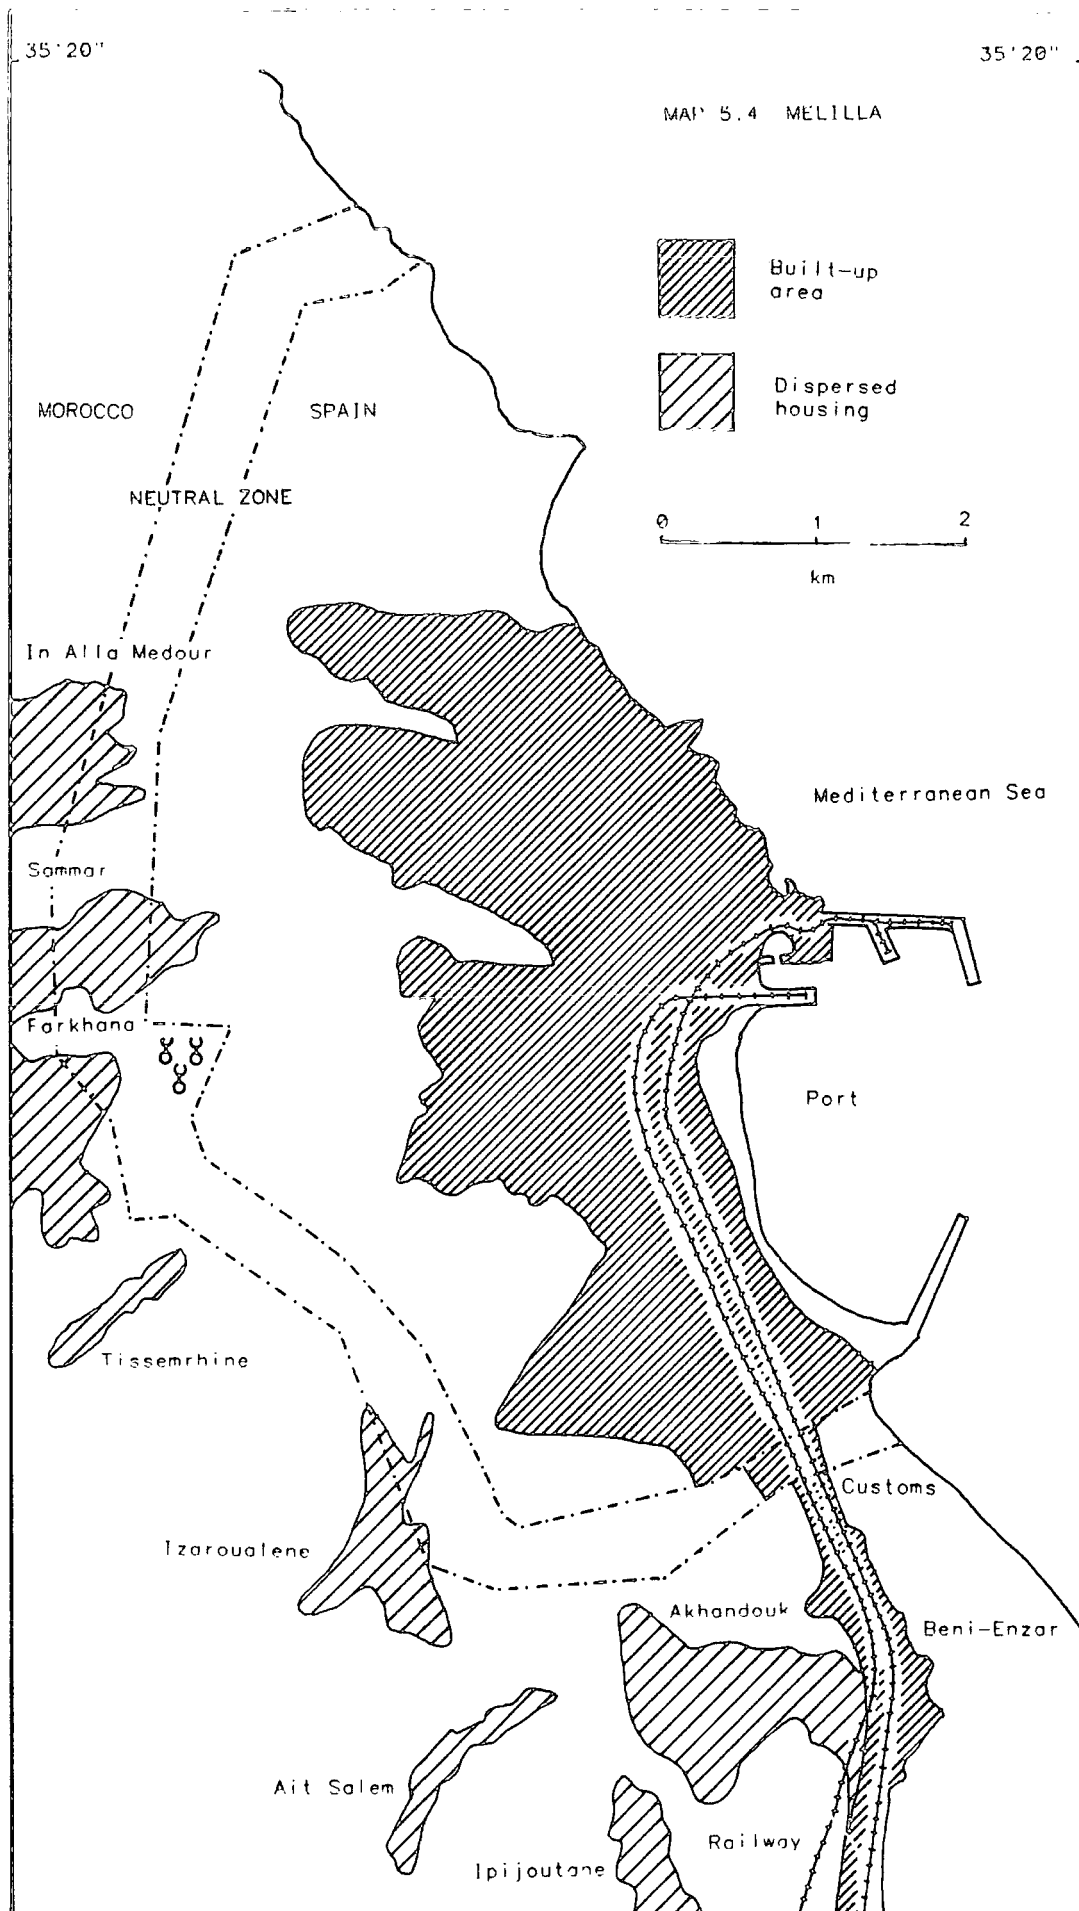 35'20" 35'20"
MAP 5.4 MELILLA
Built-up
area
Dispersed
housing
MOROCCO SPAIN
NEUTRAL ZONE
0 1 2
km
In Alla Medour
Mediterranean Sea
Sammar
Farkhana
Port
Tissemrhine
Customs
Izaroualene
Akhandouk
Beni-Enzar
Ait Salem
Railway
Ipijoutane